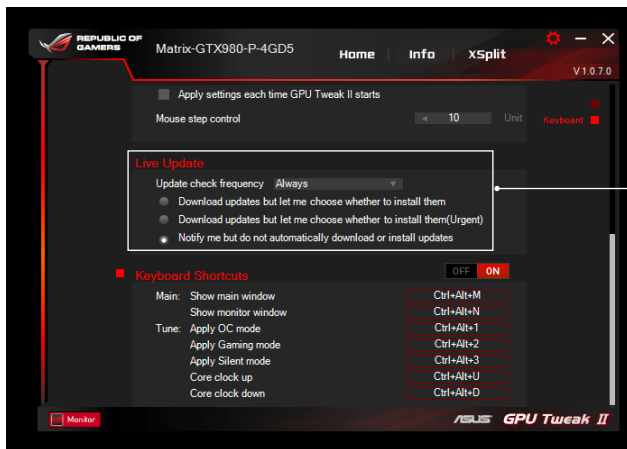 REPUBLIC OF
GAMERS
Matrix-GTX980-P-4GD5
Home Info XSplit
V 1.0.7.0
Apply settings each time GPU Tweak II starts
Mouse step control 10 Unit
Keyboard
Live Update
Update check frequency Always
Download updates but let me choose whether to install them
Download updates but let me choose whether to install them(Urgent)
Notify me but do not automatically download or install updates
Keyboard Shortcuts OFF ON
Main: Show main window Ctrl+Alt+M
Show monitor window Ctrl+Alt+N
Tune: Apply OC mode Ctrl+Alt+1
Apply Gaming mode Ctrl+Alt+2
Apply Silent mode Ctrl+Alt+3
Core clock up Ctrl+Alt+U
Core clock down Ctrl+Alt+D
Monitor
ASUS GPU Tweak II